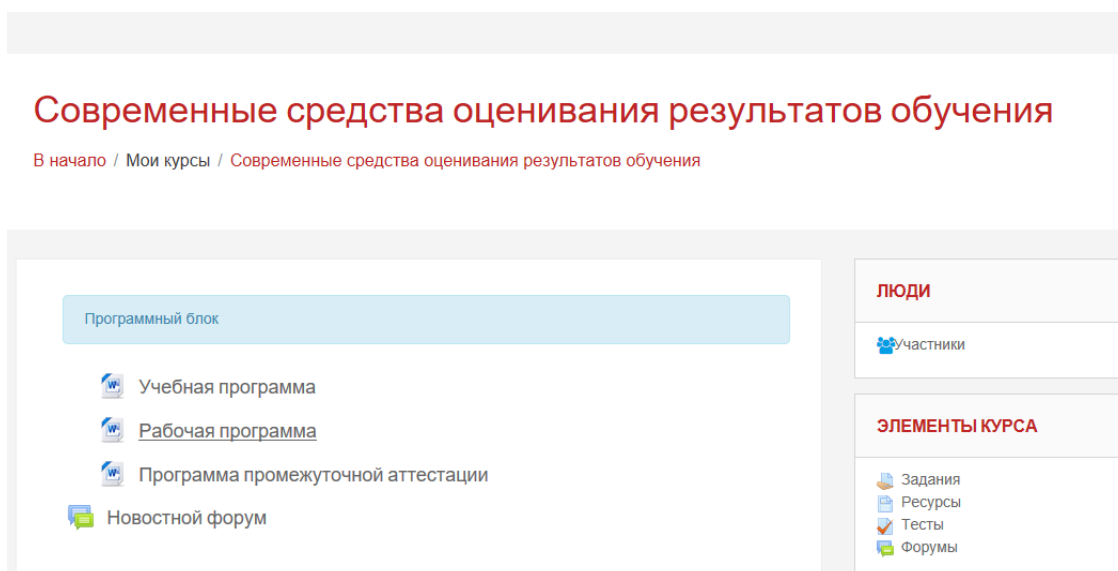 Современные средства оценивания результатов обучения
В начало / Мои курсы / Современные средства оценивания результатов обучения
Программный блок
Учебная программа
Рабочая программа
Программа промежуточной аттестации
Новостной форум
ЛЮДИ
Участники
ЭЛЕМЕНТЫ КУРСА
Задания
Ресурсы
Тесты
Форумы